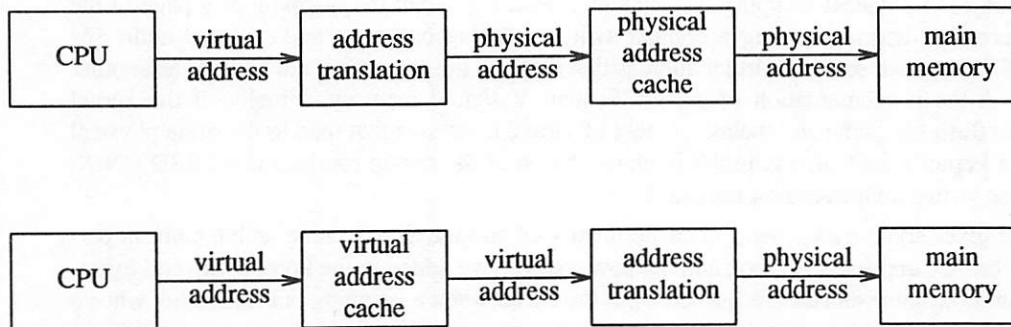 CPU
virtual
address
address
translation
physical
address
physical
address
cache
physical
address
main
memory
CPU
virtual
address
virtual
address
cache
virtual
address
address
translation
physical
address
main
memory